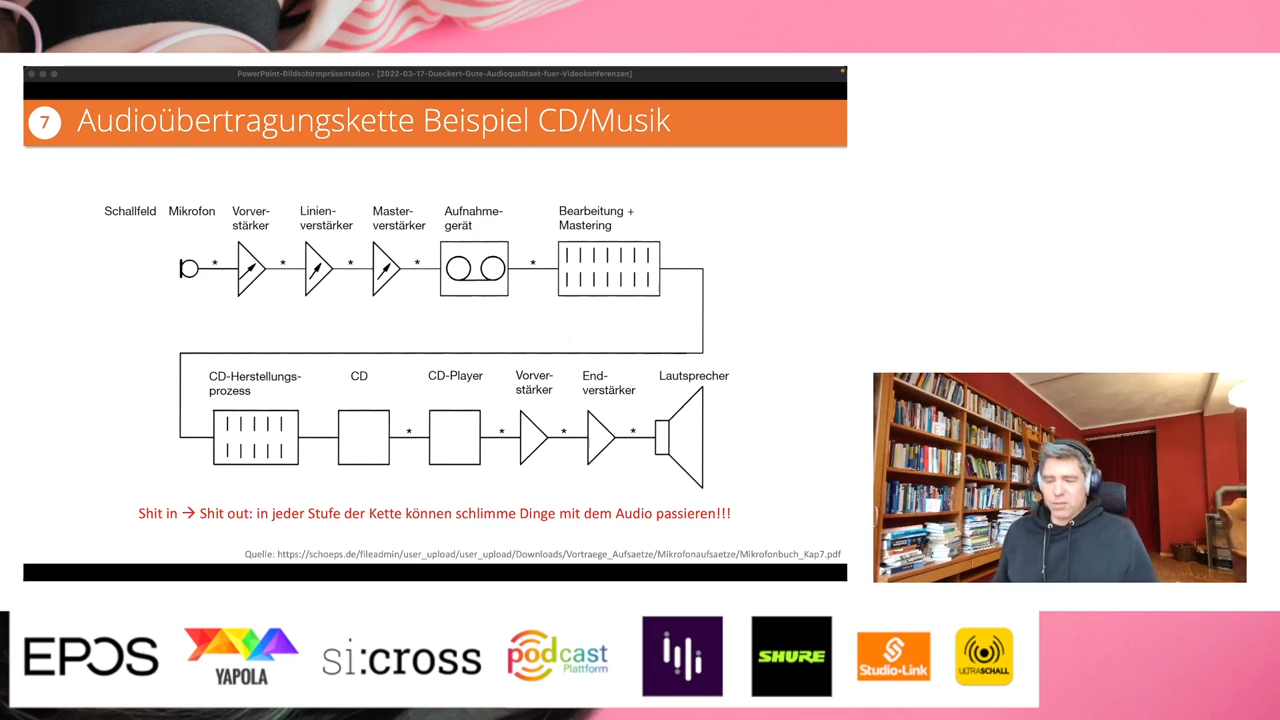 PowerPoint-Bildschirmpräsentation - [2022-03-17-Dueckert-Gute-Audioqualitaet-fuer-Videokonferenzen]
7 Audioübertragungskette Beispiel CD/Musik
Schallfeld
Mikrofon
Vorver-
stärker
Linien-
verstärker
Master-
verstärker
Aufnahme-
gerät
Bearbeitung +
Mastering
* * * * *
CD-Herstellungs-
prozess
CD
CD-Player
Vorver-
stärker
End-
verstärker
Lautsprecher
* * * *
Shit in → Shit out: in jeder Stufe der Kette können schlimme Dinge mit dem Audio passieren!!!
Quelle: https://schoeps.de/fileadmin/user_upload/user_upload/Downloads/Vortraege_Aufsaetze/Mikrofonaufsaetze/Mikrofonbuch_Kap7.pdf
EPOS
YAPOLA
si:cross
podcast
Plattform
SHURE
Studio-Link
ULTRASCHALL